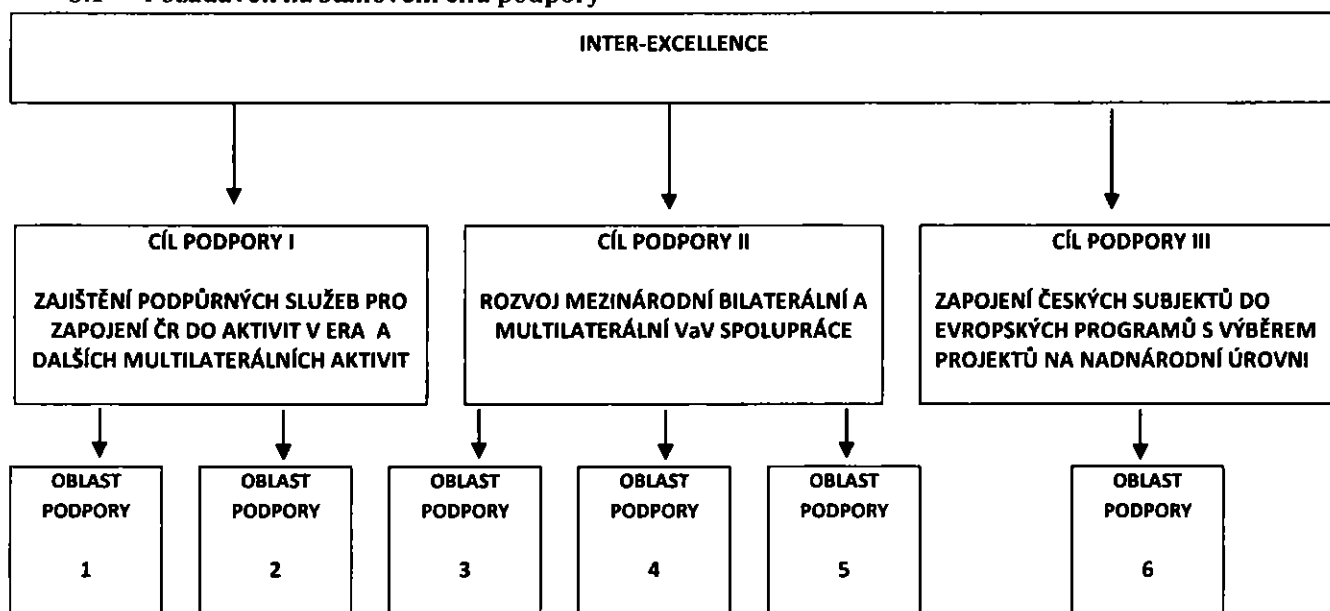 INTER-EXCELLENCE
CÍL PODPORY I
ZAJIŠTĚNÍ PODPŮRNÝCH SLUŽEB PRO
ZAPOJENÍ ČR DO AKTIVIT V ERA A
DALŠÍCH MULTILATERÁLNÍCH AKTIVIT
CÍL PODPORY II
ROZVOJ MEZINÁRODNÍ BILATERÁLNÍ A
MULTILATERÁLNÍ VaV SPOLUPRÁCE
CÍL PODPORY III
ZAPOJENÍ ČESKÝCH SUBJEKTŮ DO
EVROPSKÝCH PROGRAMŮ S VÝBĚREM
PROJEKTŮ NA NADNÁRODNÍ ÚROVNI
OBLAST
PODPORY
1
OBLAST
PODPORY
2
OBLAST
PODPORY
3
OBLAST
PODPORY
4
OBLAST
PODPORY
5
OBLAST
PODPORY
6